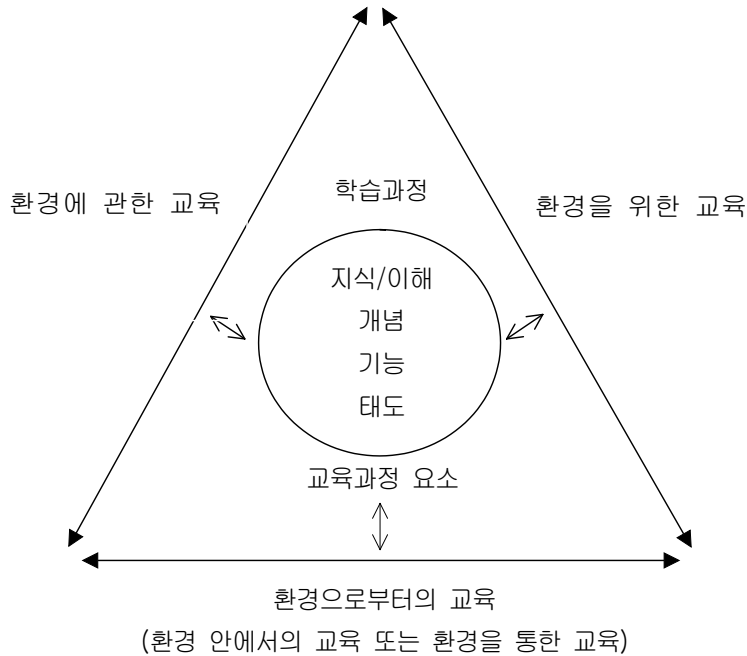 학습과정
환경에 관한 교육
환경을 위한 교육
지식/이해
개념
기능
태도
교육과정 요소
환경으로부터의 교육
(환경 안에서의 교육 또는 환경을 통한 교육)